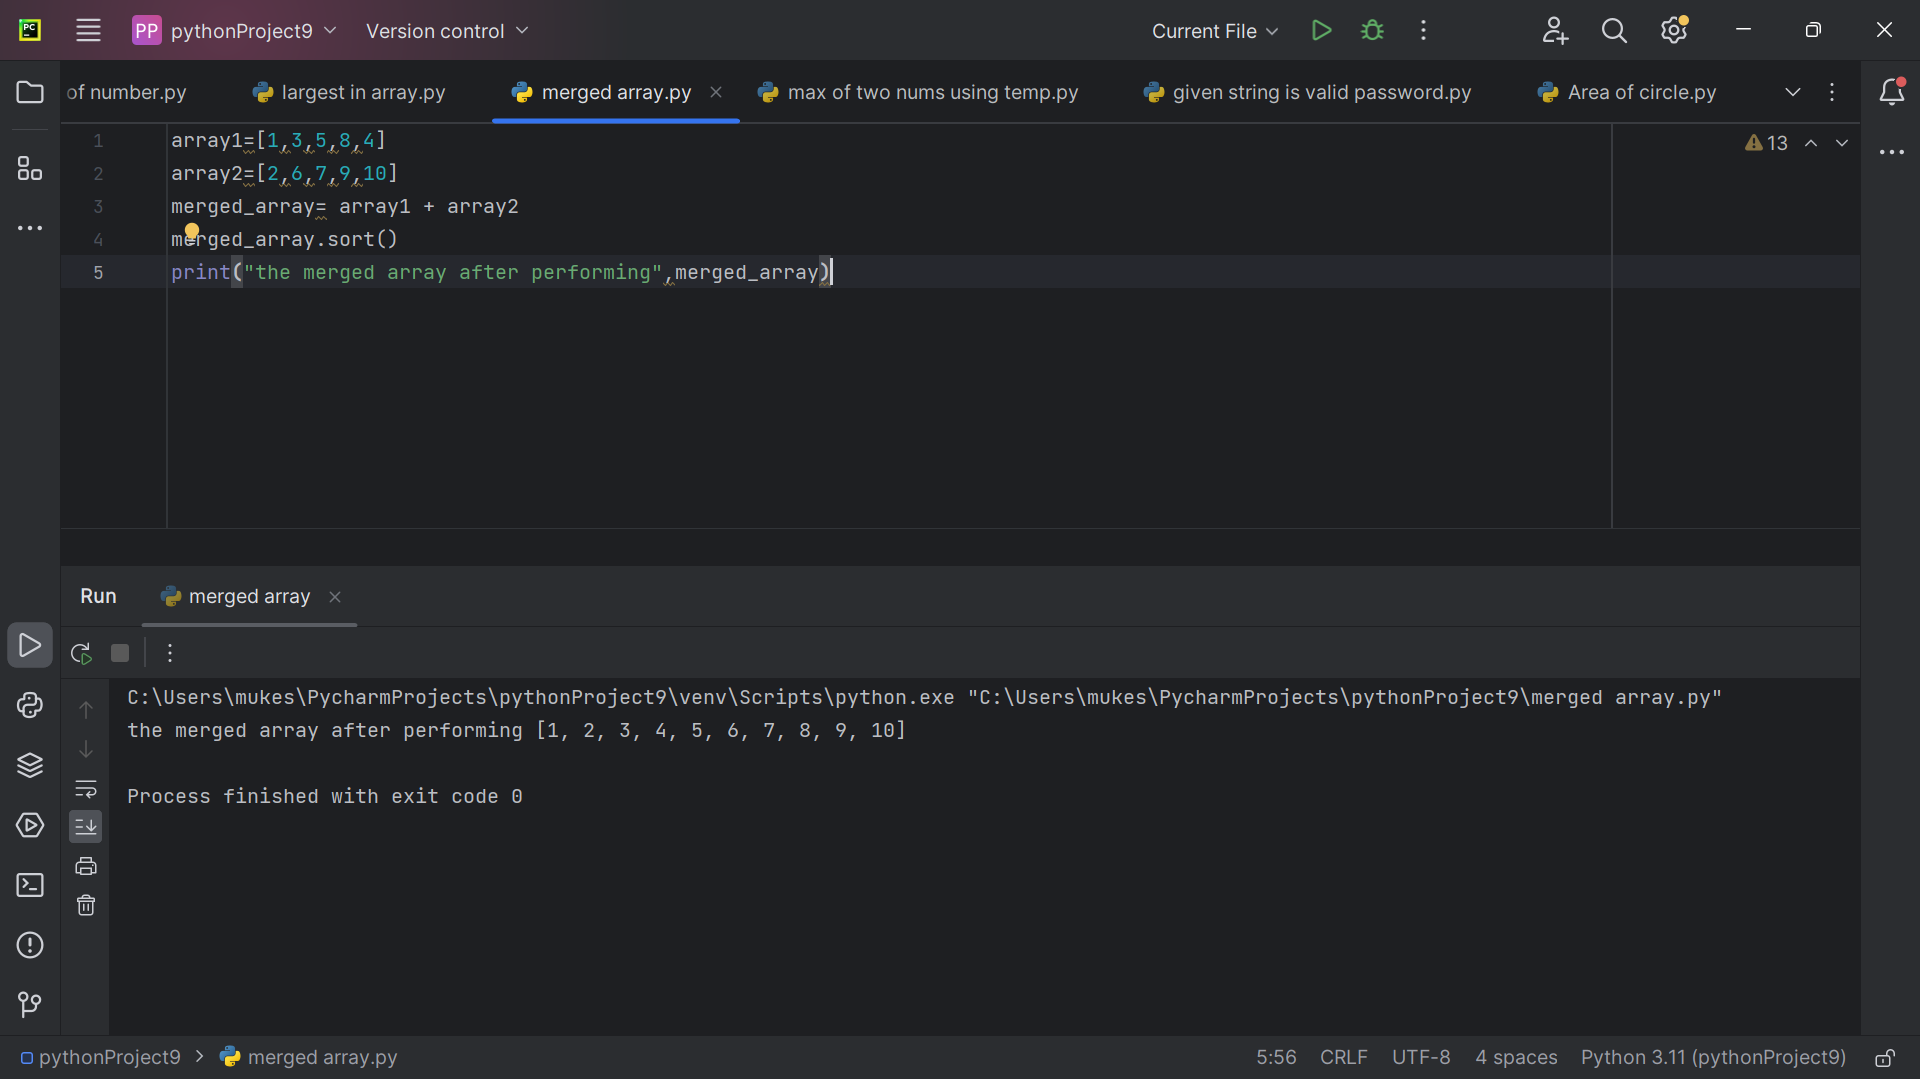 PC
PP pythonProject9 Version control Current File
of number.py largest in array.py merged array.py max of two nums using temp.py given string is valid password.py Area of circle.py
1 array1=[1,3,5,8,4] 13
2 array2=[2,6,7,9,10]
3 merged_array= array1 + array2
4 merged_array.sort()
5 print("the merged array after performing",merged_array)
Run merged array
C:\Users\mukes\PycharmProjects\pythonProject9\venv\Scripts\python.exe "C:\Users\mukes\PycharmProjects\pythonProject9\merged array.py"
the merged array after performing [1, 2, 3, 4, 5, 6, 7, 8, 9, 10]
Process finished with exit code 0
pythonProject9 > merged array.py 5:56 CRLF UTF-8 4 spaces Python 3.11 (pythonProject9)